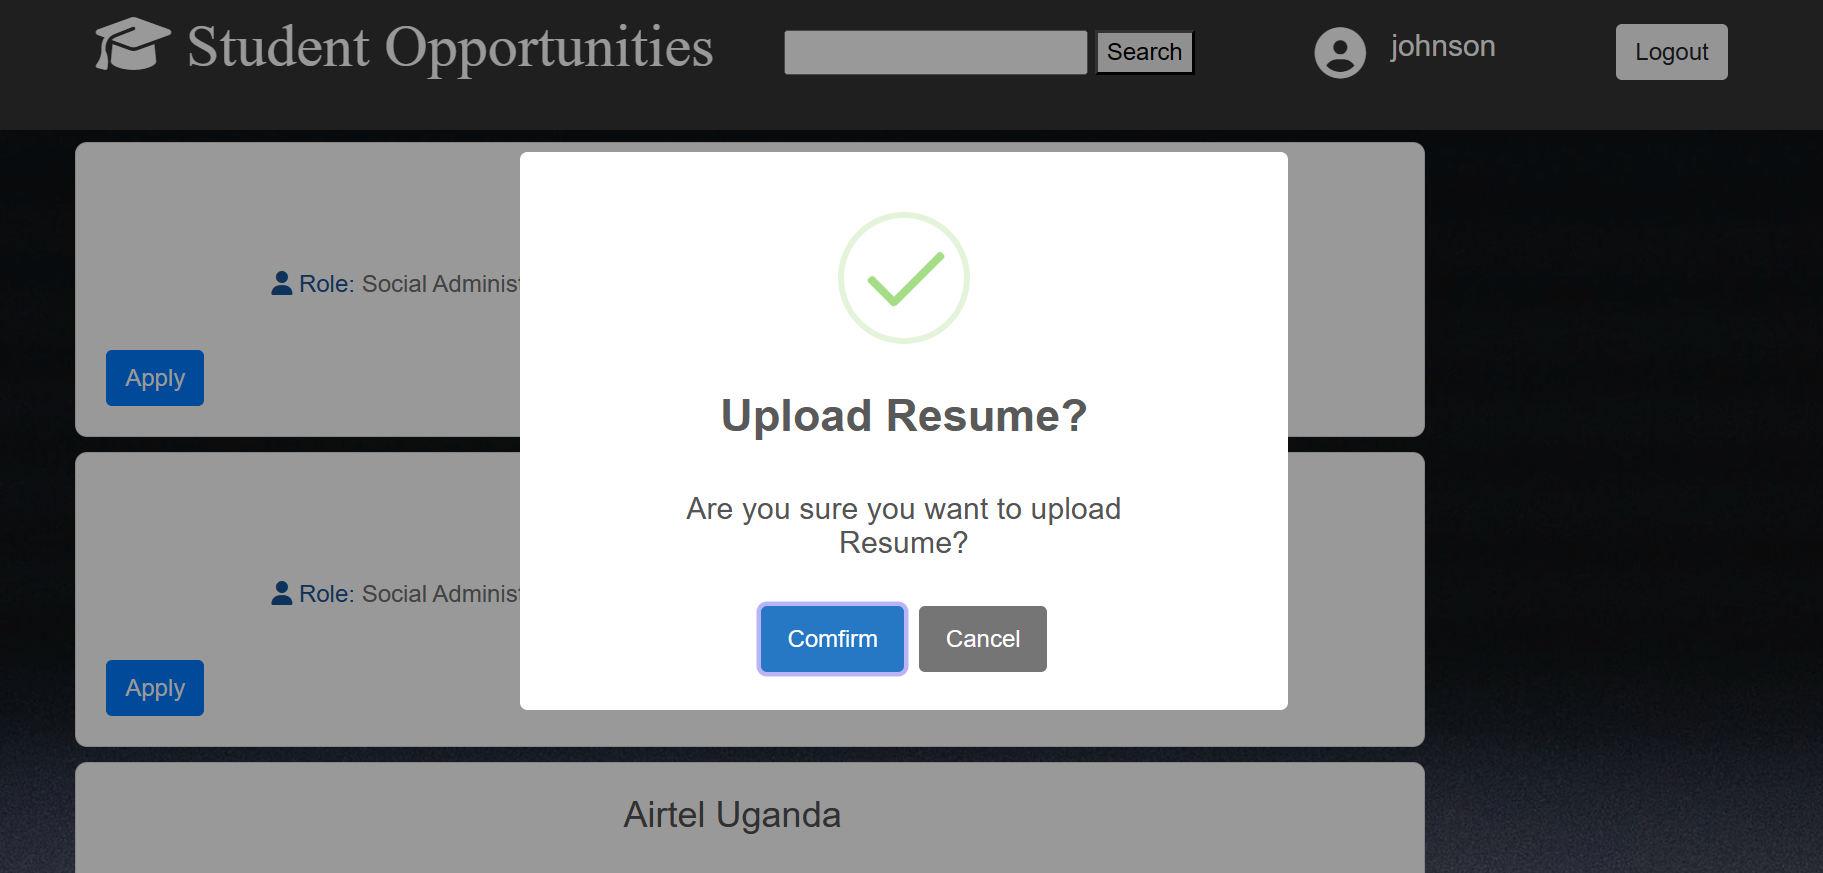 Student Opportunities
Search
johnson
Logout
Role: Social Adminis
Apply
Upload Resume?
Are you sure you want to upload
Resume?
Comfirm
Cancel
Role: Social Adminis
Apply
Airtel Uganda